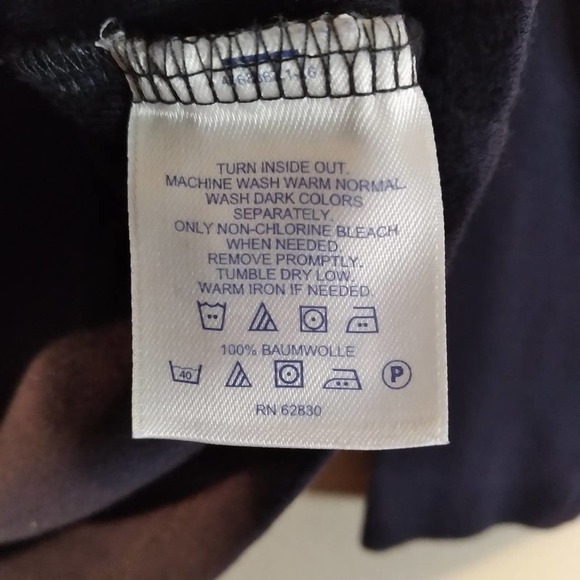 TURN INSIDE OUT.
MACHINE WASH WARM NORMAL.
WASH DARK COLORS
SEPARATELY.
ONLY NON-CHLORINE BLEACH
WHEN NEEDED.
REMOVE PROMPTLY.
TUMBLE DRY LOW.
WARM IRON IF NEEDED.
100% BAUMWOLLE
40 P
RN 62830